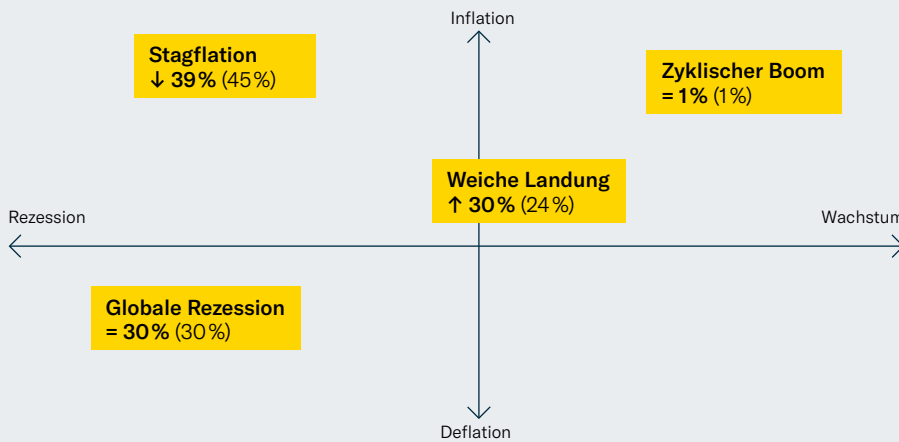 Inflation
Stagflation
↓ 39% (45%)
Zyklischer Boom
= 1% (1%)
Weiche Landung
↑ 30% (24%)
Rezession
Wachstum
Globale Rezession
= 30% (30%)
Deflation